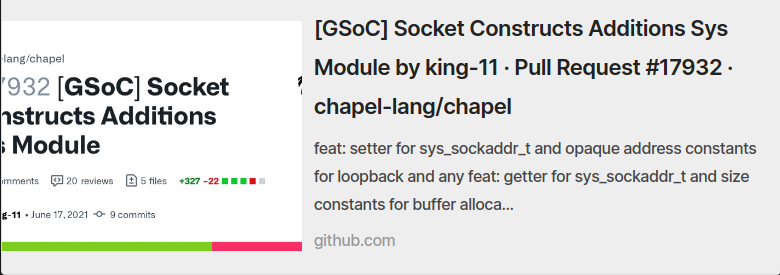 -lang/chapel
7932 [GSoC] Socket
nstructs Additions
s Module
omments 20 reviews 5 files +327 −22
g-11 • June 17, 2021 9 commits
[GSoC] Socket Constructs Additions Sys
Module by king-11 · Pull Request #17932 ·
chapel-lang/chapel
feat: setter for sys_sockaddr_t and opaque address constants
for loopback and any feat: getter for sys_sockaddr_t and size
constants for buffer alloca...
github.com